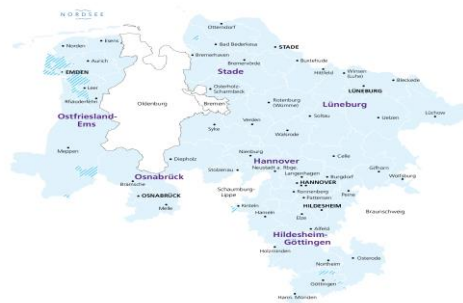 NORDSEE
Otterndorf
Esens
Norden
Bad Bederkesa
STADE
Bremerhaven
Aurich
Buxtehude
Bremervörde
Winsen
(Luhe)
Hittfeld
EMDEN
Stade
Bleckede
Leer
Osterholz-
Scharmbeck
LÜNEBURG
Rhauderfehn
Oldenburg
Bremen
Rotenburg
(Wümme)
Lüneburg
Ostfriesland-
Ems
Soltau
Uelzen
Lüchow
Syke
Verden
Walsrode
Meppen
Diepholz
Nienburg
Celle
Hannover
Neustadt a. Rbge.
Gifhorn
Osnabrück
Stolzenau
Langenhagen
Burgdorf
Wolfsburg
Bramsche
HANNOVER
Schaumburg-
Lippe
Ronnenberg
Peine
OSNABRÜCK
Pattensen
Melle
Rinteln
HILDESHEIM
Braunschweig
Hameln
Elze
Alfeld
Hildesheim-
Göttingen
Holzminden
Osterode
Northeim
Göttingen
Hann. Münden